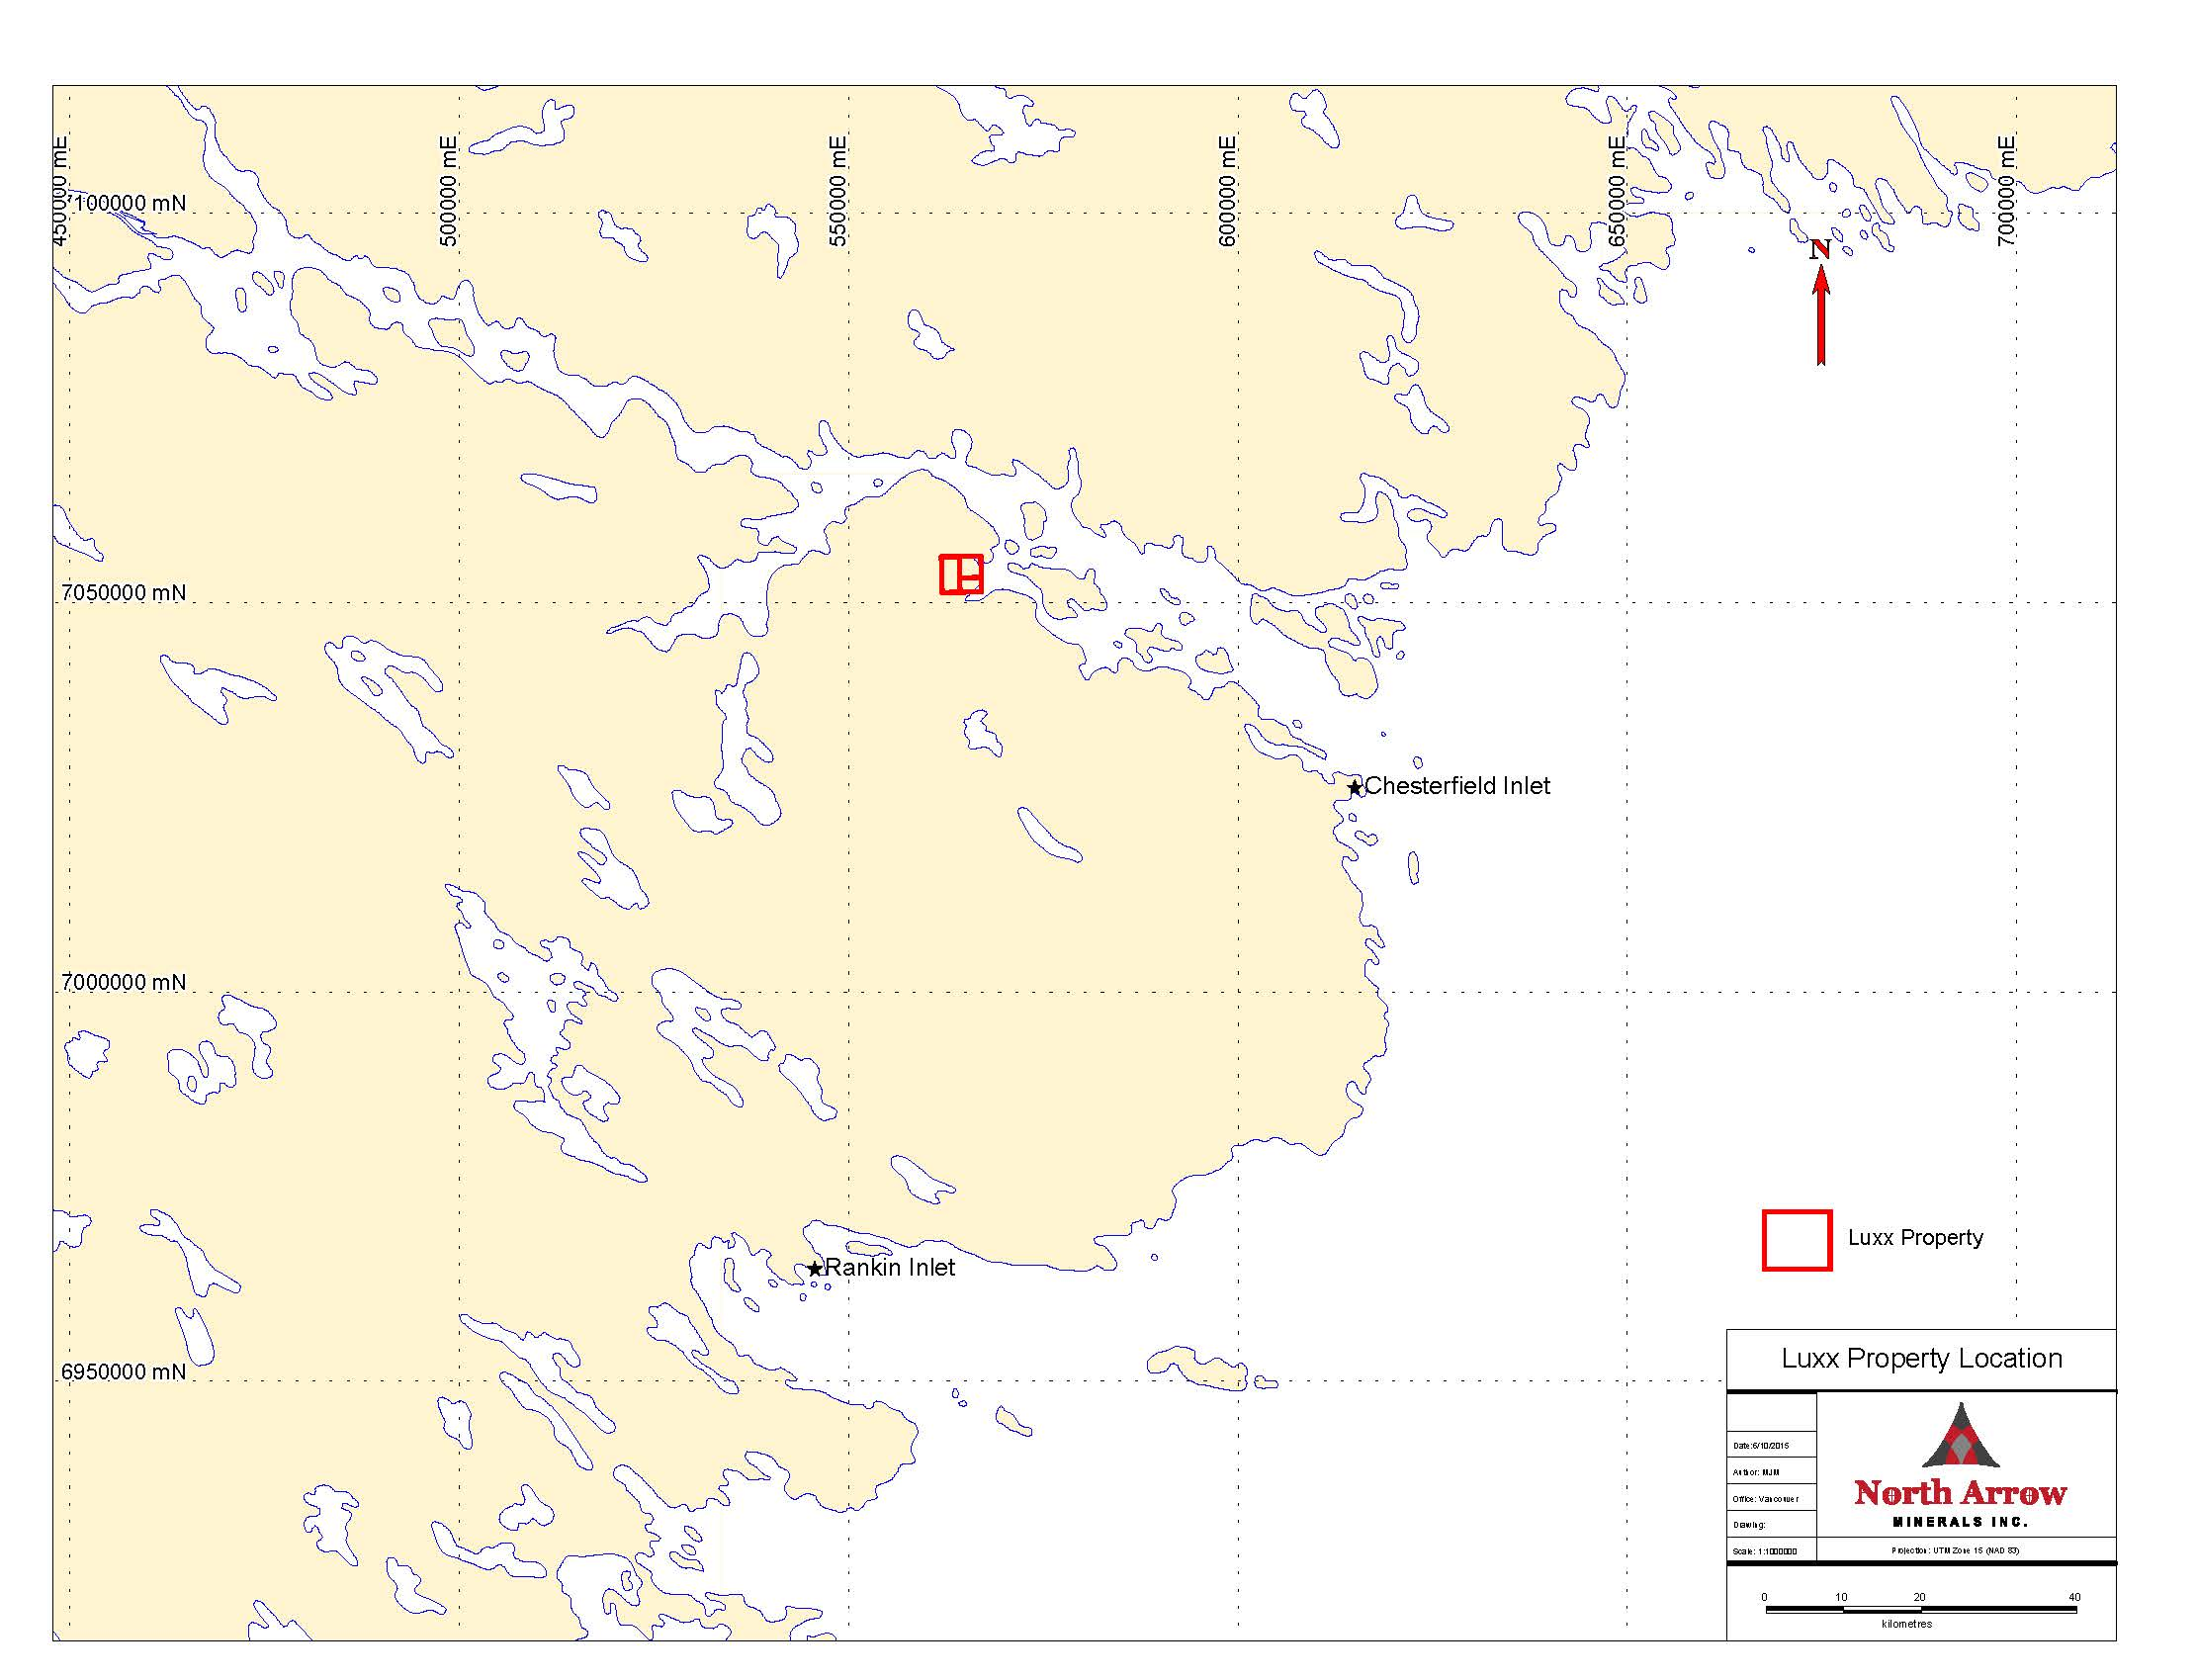 450000 mE
500000 mE
550000 mE
600000 mE
650000 mE
700000 mE
7100000 mN
N
7050000 mN
Chesterfield Inlet
7000000 mN
Rankin Inlet
Luxx Property
6950000 mN
Luxx Property Location
Date:6/10/2015
Author: MJM
Office: Vancouver
Drawing:
Scale: 1:1000000
North Arrow
MINERALS INC.
Projection: UTM Zone 15 (NAD 83)
0 10 20 40
kilometres